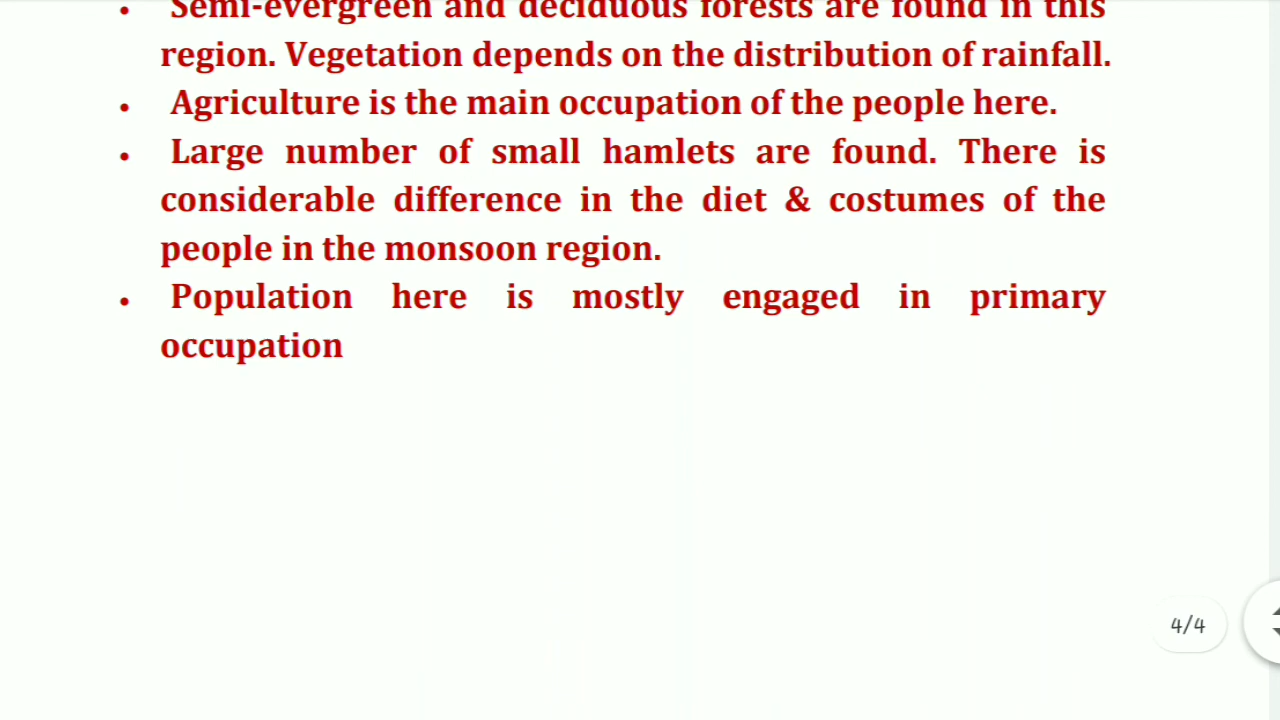 • Semi-evergreen and deciduous forests are found in this
region. Vegetation depends on the distribution of rainfall.
• Agriculture is the main occupation of the people here.
• Large number of small hamlets are found. There is
considerable difference in the diet & costumes of the
people in the monsoon region.
• Population here is mostly engaged in primary
occupation
4/4